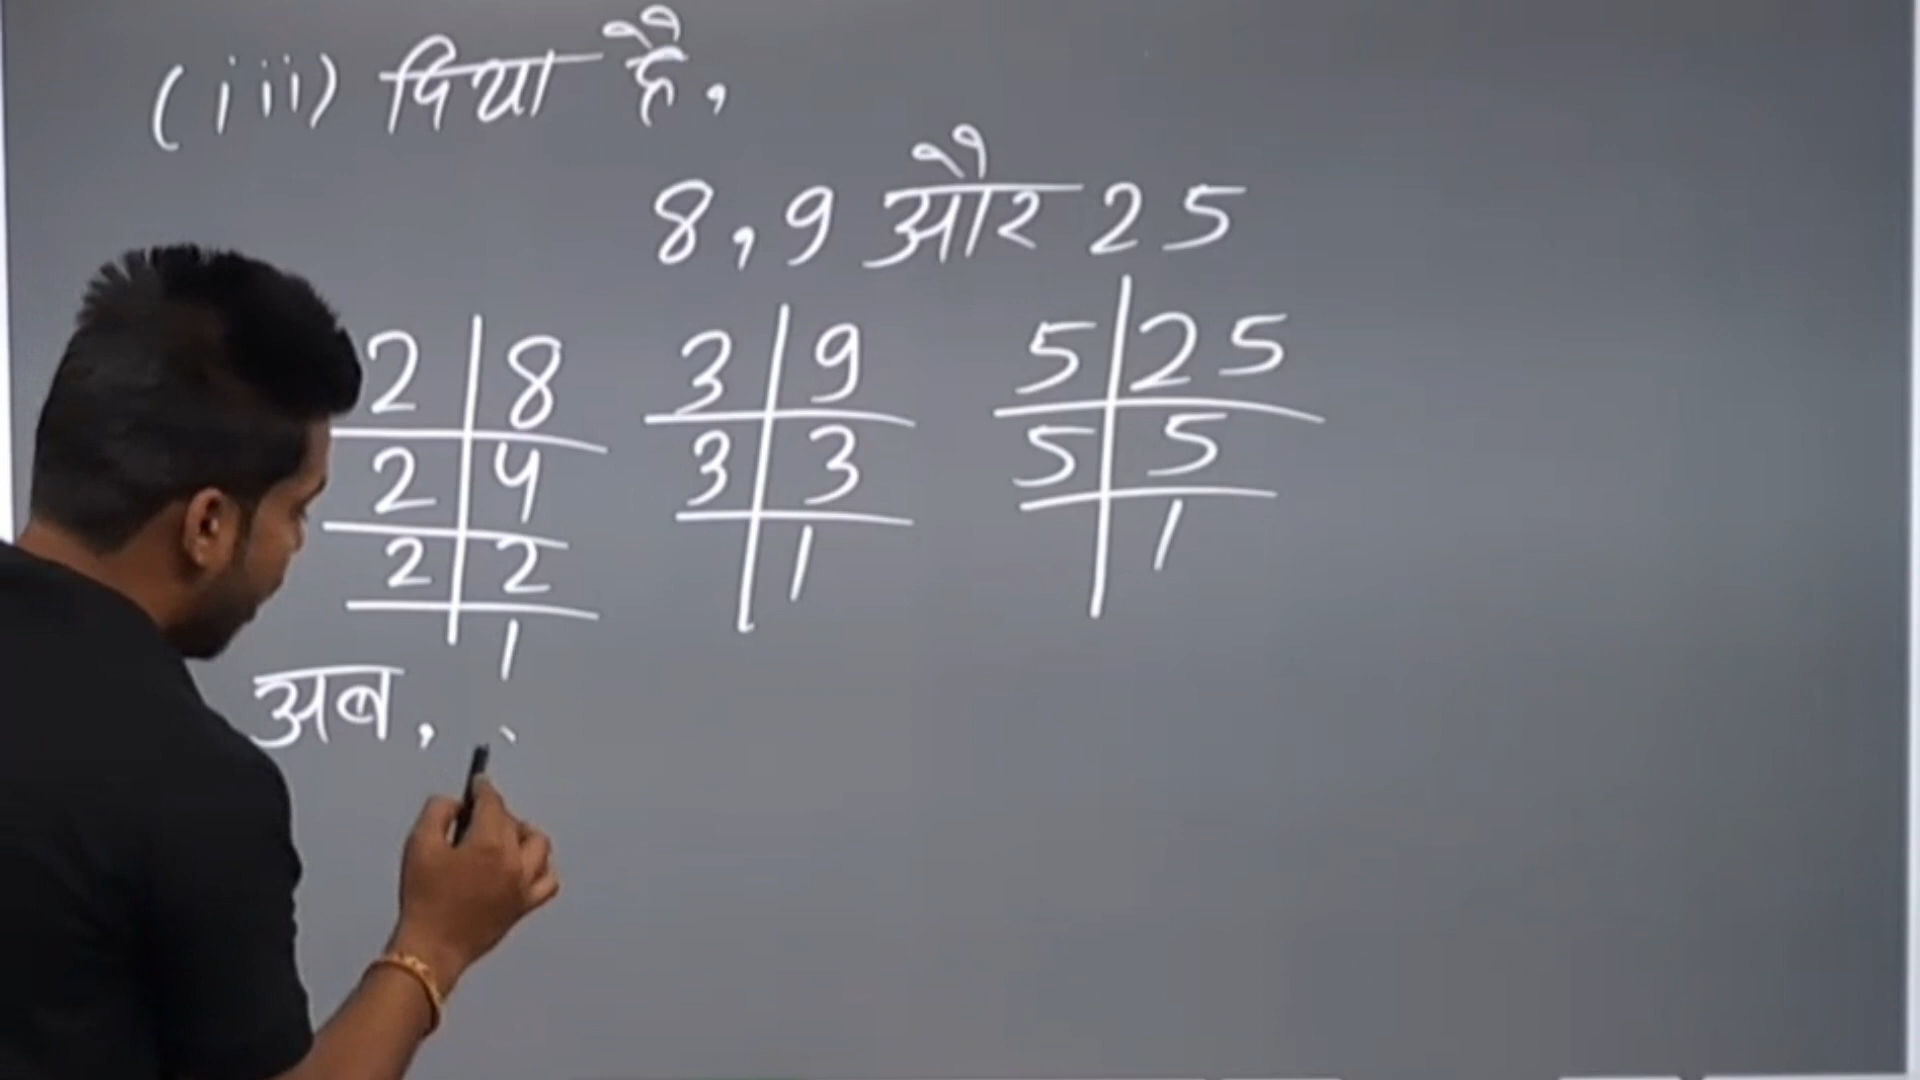 (iii) दिया है,
8, 9 और 25
2 | 8
2 | 4
2 | 2
1
3 | 9
3 | 3
1
5 | 25
5 | 5
1
अब,